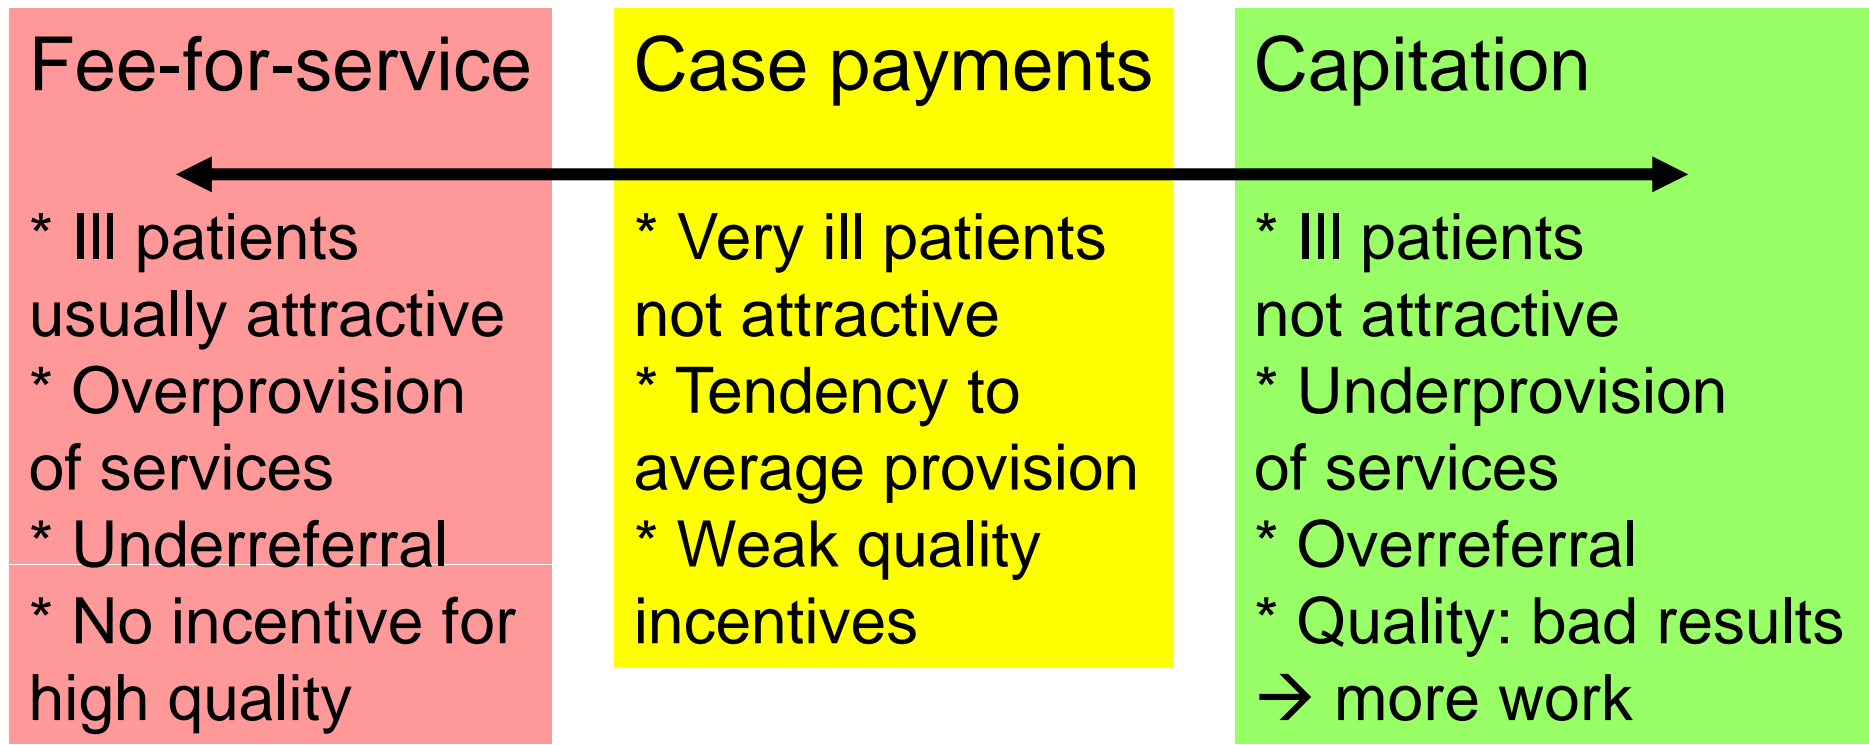 Fee-for-service
* Ill patients
usually attractive
* Overprovision
of services
* Underreferral
* No incentive for
high quality
Case payments
* Very ill patients
not attractive
* Tendency to
average provision
* Weak quality
incentives
Capitation
* Ill patients
not attractive
* Underprovision
of services
* Overreferral
* Quality: bad results
→ more work